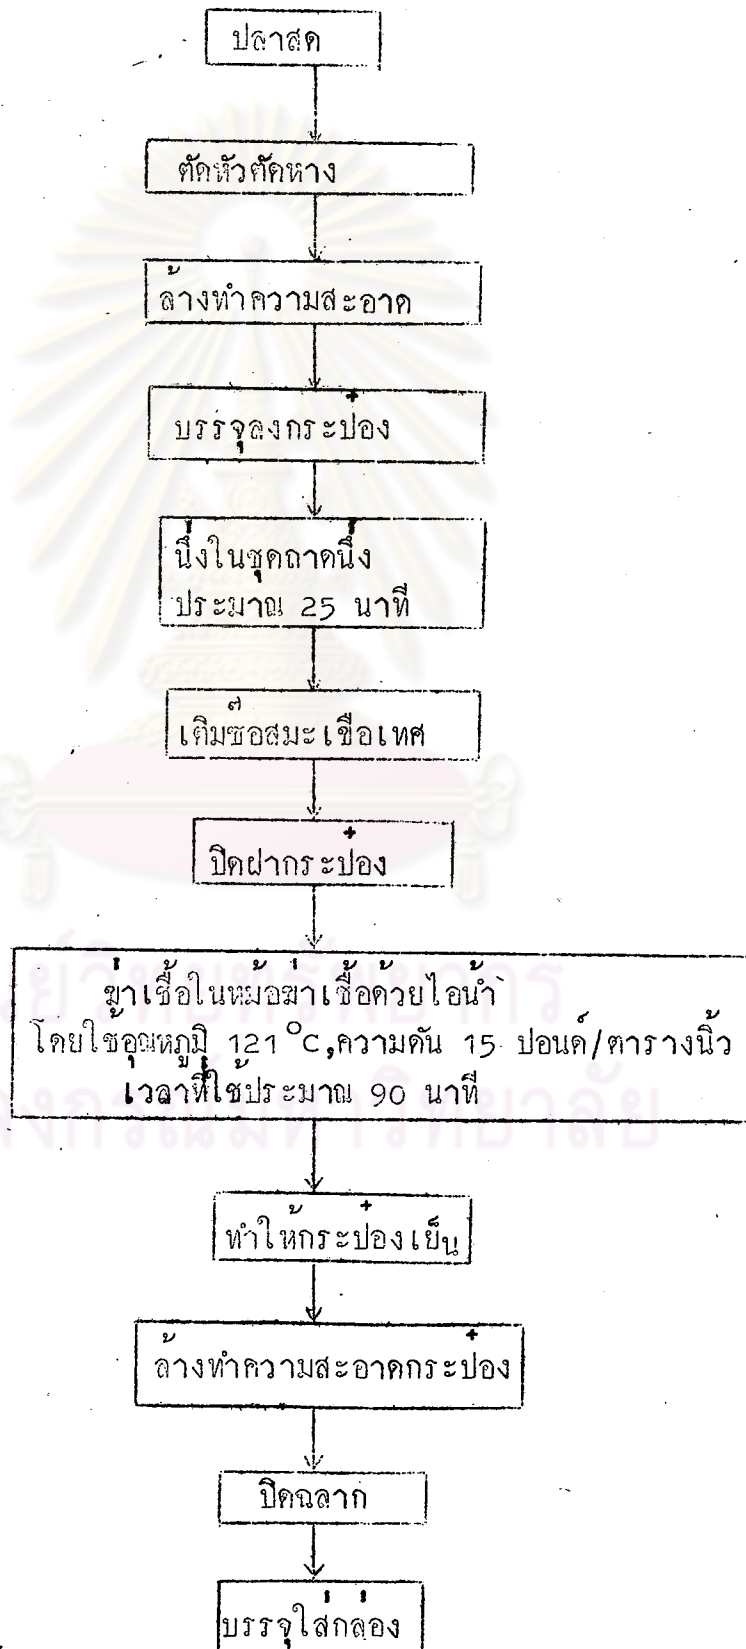 ปลาสด
ตัดหัวตัดหาง
ล้างทำความสะอาด
บรรจุลงกระป๋อง
นึ่งในชุดถาดนึ่ง
ประมาณ 25 นาที
เติมซ๊อสมะเขือเทศ
ปิดฝากระป๋อง
ฆ่าเชื้อในหม้อฆ่าเชื้อด้วยไอน้ำ
โดยใช้อุณหภูมิ 121 °C,ความดัน 15 ปอนด์/ตารางนิ้ว
เวลาที่ใช้ประมาณ 90 นาที
ทำให้กระป๋องเย็น
ล้างทำความสะอาดกระป๋อง
ปิดฉลาก
บรรจุใส่กล่อง